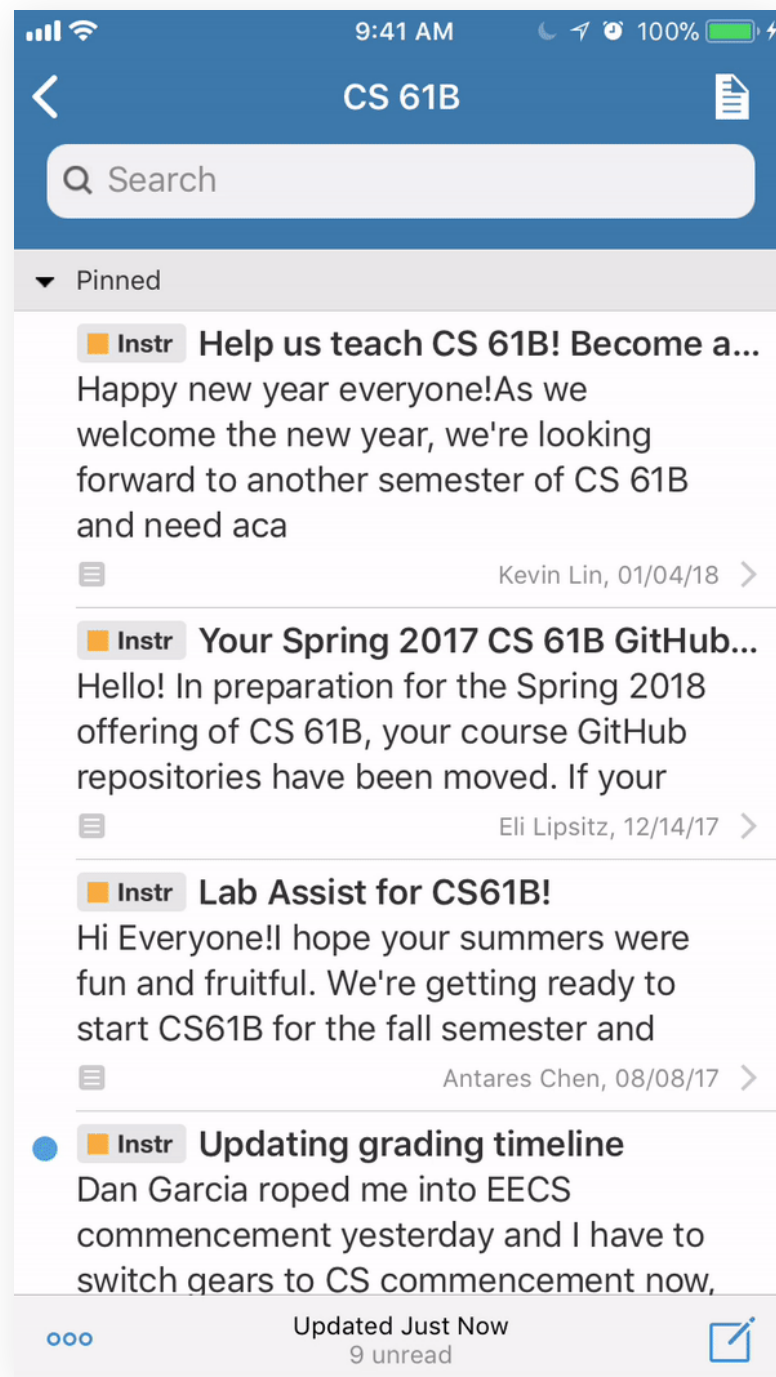 9:41 AM
100%
CS 61B
Search
Pinned
Instr Help us teach CS 61B! Become a...
Happy new year everyone!As we
welcome the new year, we're looking
forward to another semester of CS 61B
and need aca
Kevin Lin, 01/04/18
Instr Your Spring 2017 CS 61B GitHub...
Hello! In preparation for the Spring 2018
offering of CS 61B, your course GitHub
repositories have been moved. If your
Eli Lipsitz, 12/14/17
Instr Lab Assist for CS61B!
Hi Everyone!I hope your summers were
fun and fruitful. We're getting ready to
start CS61B for the fall semester and
Antares Chen, 08/08/17
Instr Updating grading timeline
Dan Garcia roped me into EECS
commencement yesterday and I have to
switch gears to CS commencement now,
Updated Just Now
9 unread